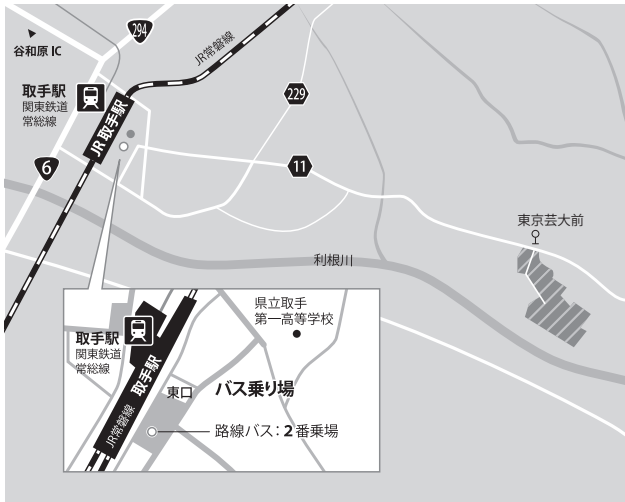 294
谷和原 IC
JR常磐線
取手駅
関東鉄道
常総線
JR 取手駅
229
6
11
東京芸大前
利根川
県立取手
第一高等学校
取手駅
関東鉄道
常総線
取手駅
JR常磐線
東口
バス乗り場
路線バス：2番乗場